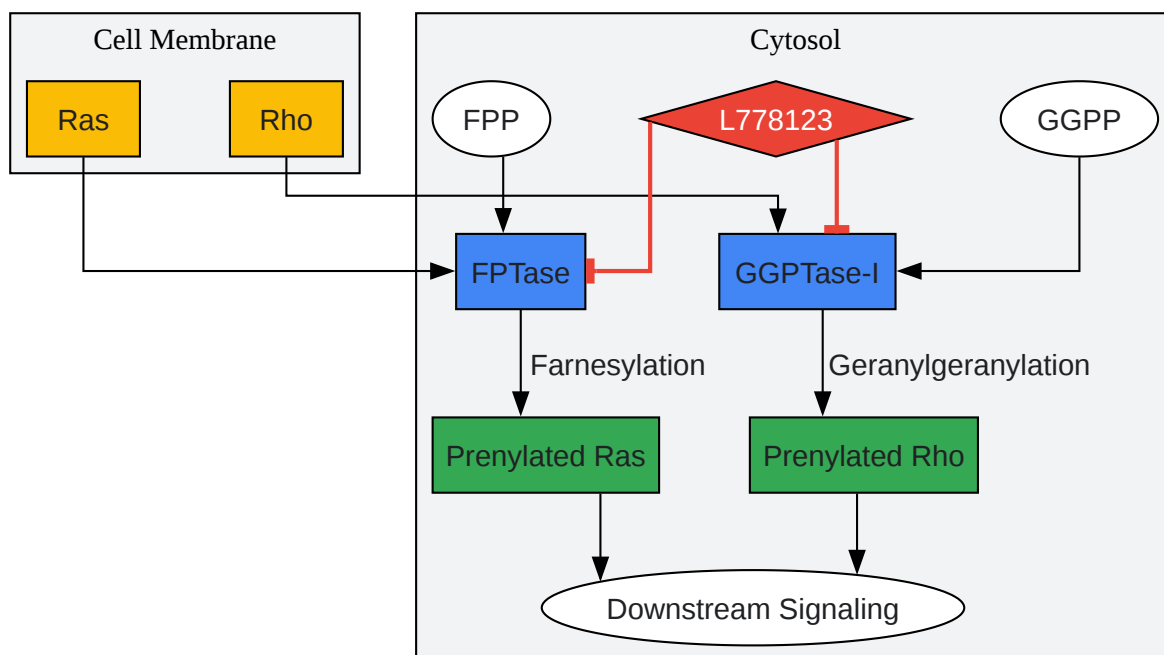 Cell Membrane
Cytosol
Ras
Rho
FPP
L778123
GGPP
FPTase
GGPTase-I
Farnesylation
Geranylgeranylation
Prenylated Ras
Prenylated Rho
Downstream Signaling